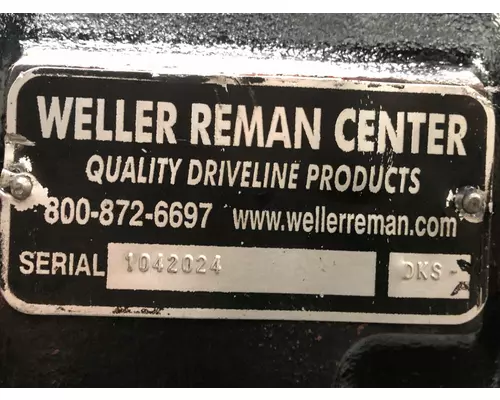 WELLER REMAN CENTER
QUALITY DRIVELINE PRODUCTS
800-872-6697 www.wellerreman.com
SERIAL 1042024 DKS-